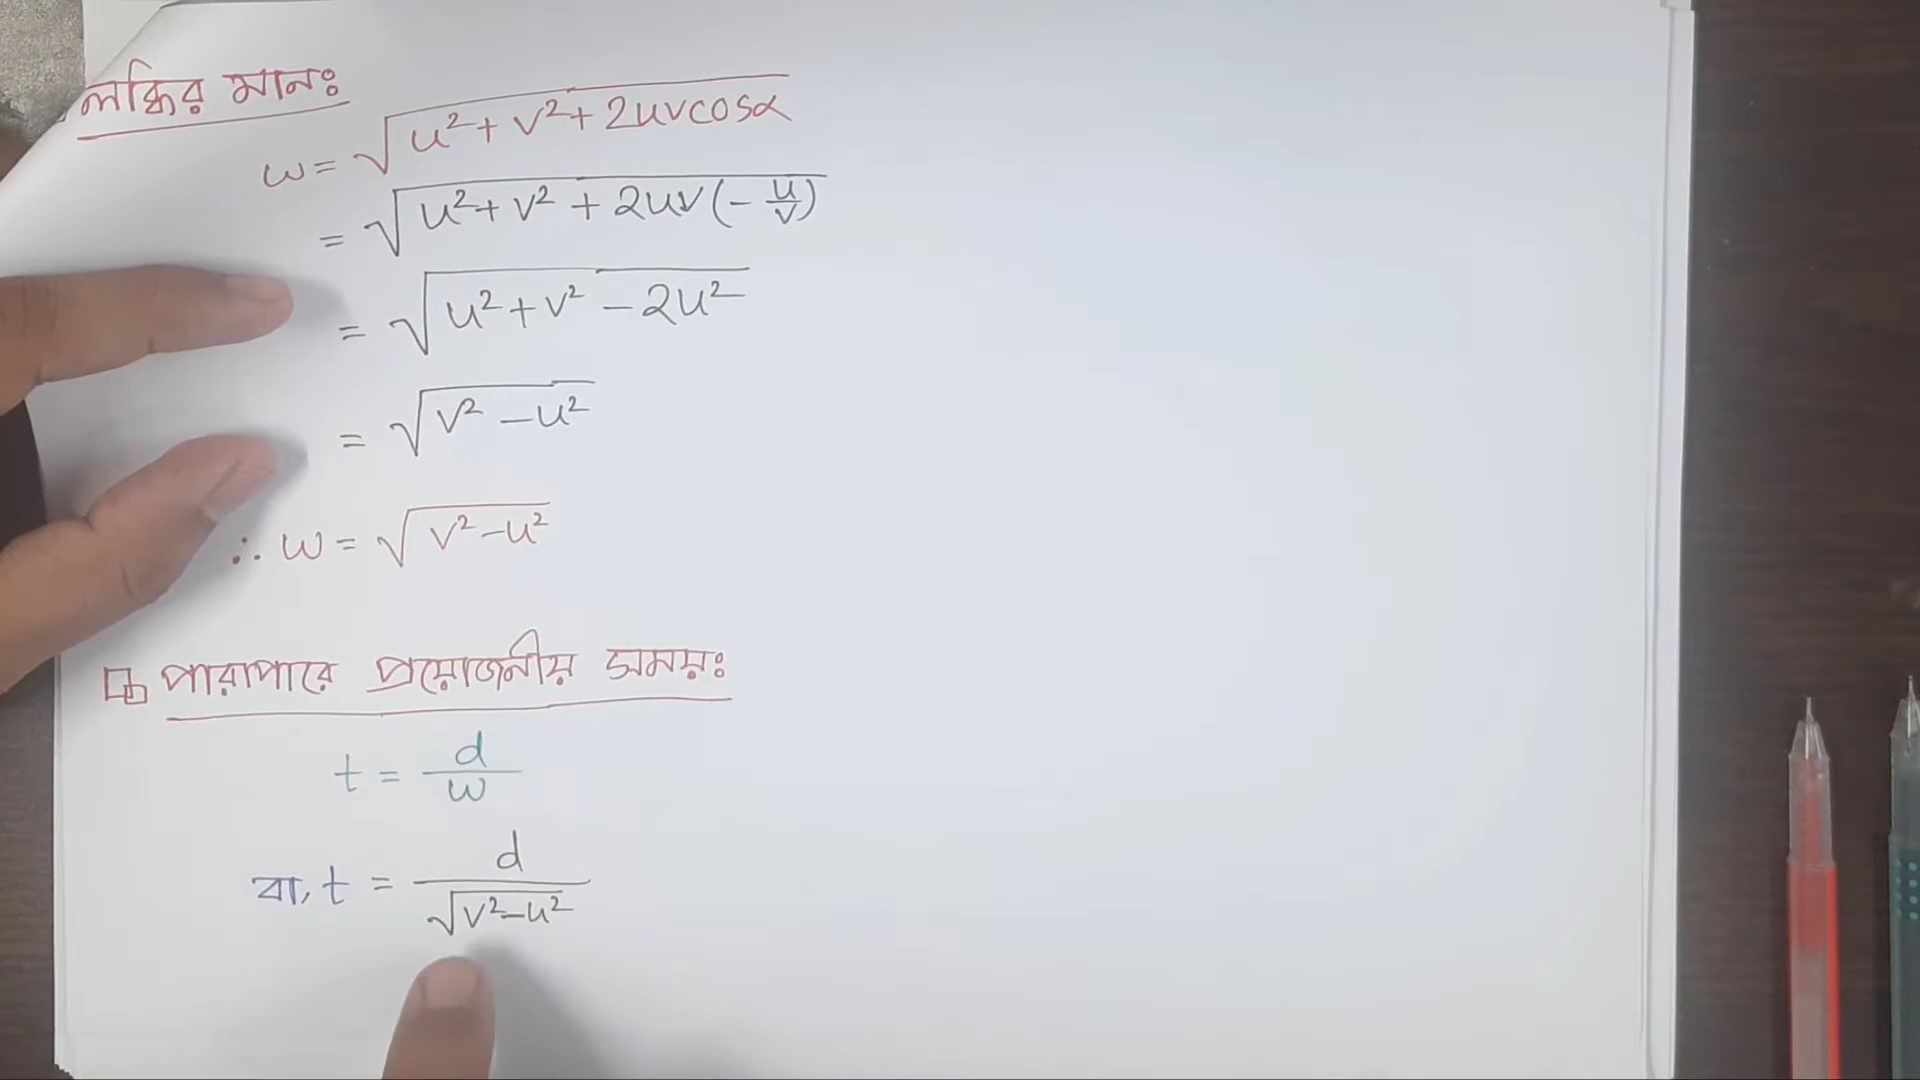 লব্ধির মানঃ
w = √(u² + v² + 2uvcosα)
= √(u² + v² + 2uv(- u/v))
= √(u² + v² - 2u²)
= √(v² - u²)
∴ w = √(v² - u²)
পারাপারে প্রয়োজনীয় সময়ঃ
t = d/w
বা, t = d/√(v² - u²)